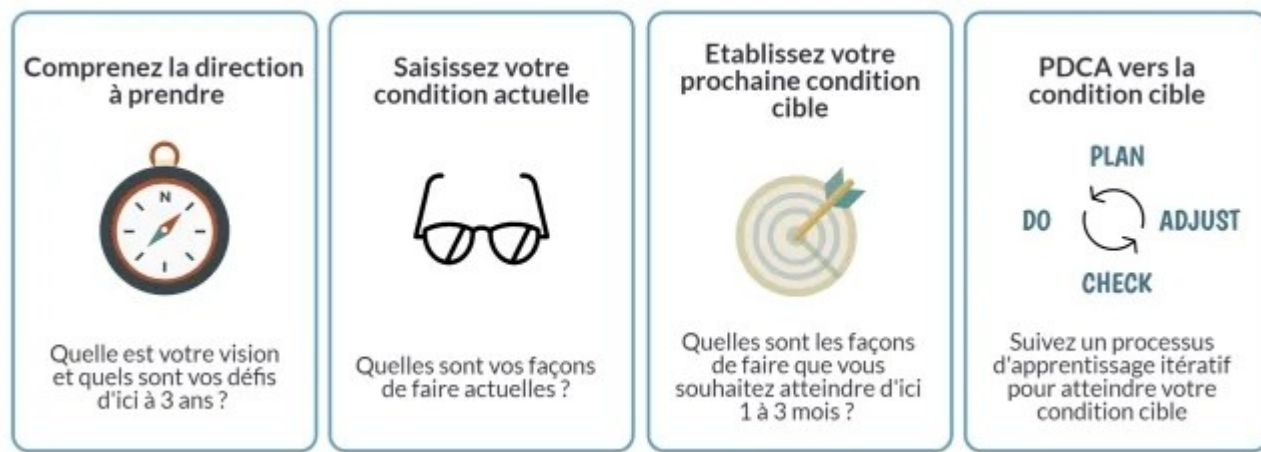 Comprenez la direction
à prendre
N
Quelle est votre vision
et quels sont vos défis
d'ici à 3 ans ?
Saisissez votre
condition actuelle
Quelles sont vos façons
de faire actuelles ?
Etablissez votre
prochaine condition
cible
Quelles sont les façons
de faire que vous
souhaitez atteindre d'ici
1 à 3 mois ?
PDCA vers la
condition cible
PLAN
DO
ADJUST
CHECK
Suivez un processus
d'apprentissage itératif
pour atteindre votre
condition cible